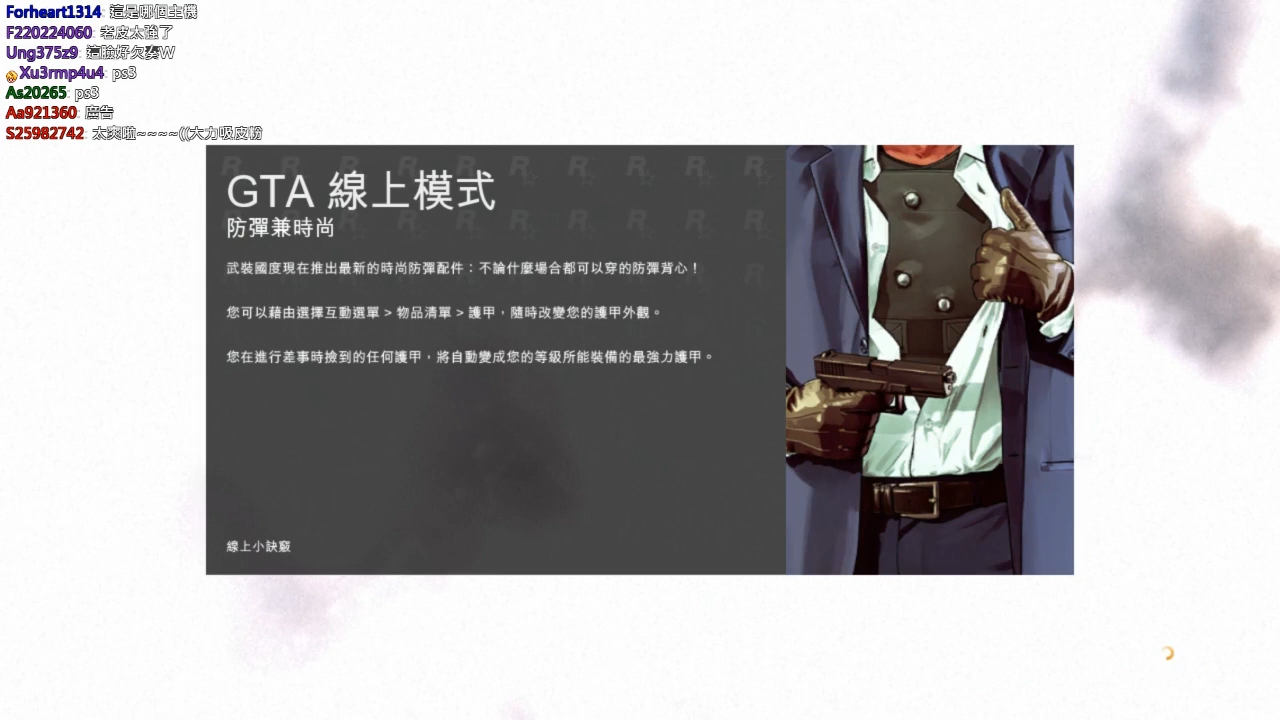 Forheart1314: 這是哪個主機
F220224060: 老皮太強了
Ung375z9: 這臉好欠奏W
Xu3rmp4u4: ps3
As20265: ps3
Aa921360: 廣告
S25982742: 太爽啦~~~~((大力吸皮粉
GTA 線上模式
防彈兼時尚
武裝國度現在推出最新的時尚防彈配件：不論什麼場合都可以穿的防彈背心！
您可以藉由選擇互動選單 > 物品清單 > 護甲，隨時改變您的護甲外觀。
您在進行差事時撿到的任何護甲，將自動變成您的等級所能裝備的最強力護甲。
線上小訣竅